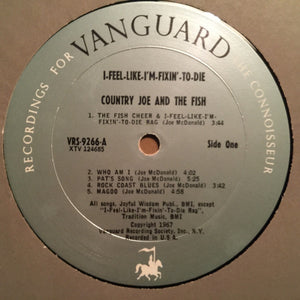 RECORDINGS FOR
VANGUARD
THE CONNOISSEUR
I-FEEL-LIKE-I'M-FIXIN'-TO-DIE
COUNTRY JOE AND THE FISH
1. THE FISH CHEER & I-FEEL-LIKE-I'M-
FIXIN'-TO-DIE RAG (Joe McDonald) 3:44
VRS-9266-A
Side One
XTV 124685
2. WHO AM I (Joe McDonald) 4:02
3. PAT'S SONG (Joe McDonald) 5:25
4. ROCK COAST BLUES (Joe McDonald) 3:42
5. MAGOO (Joe McDonald) 4:58
All songs, Joyful Wisdom Publ., BMI, except
"I-Feel-Like-I'm-Fixin'-To-Die Rag",
Tradition Music, BMI
Copyright 1967
Vanguard Recording Society, Inc., N.Y.
Recorded in U.S.A.